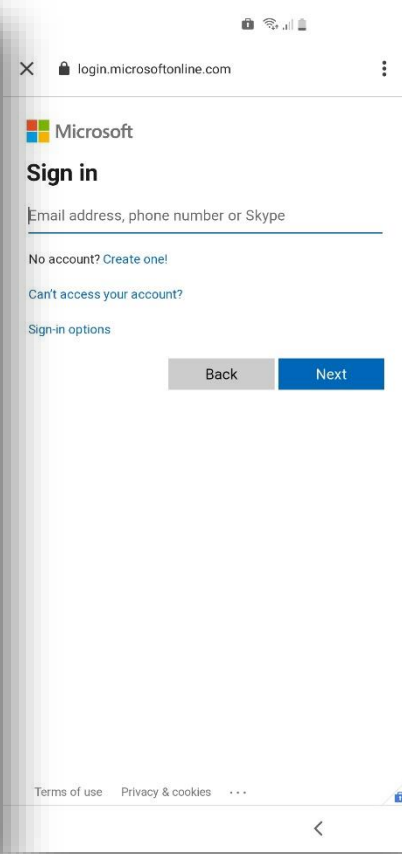 login.microsoftonline.com
Microsoft
Sign in
Email address, phone number or Skype
No account? Create one!
Can't access your account?
Sign-in options
Back
Next
Terms of use
Privacy & cookies
...